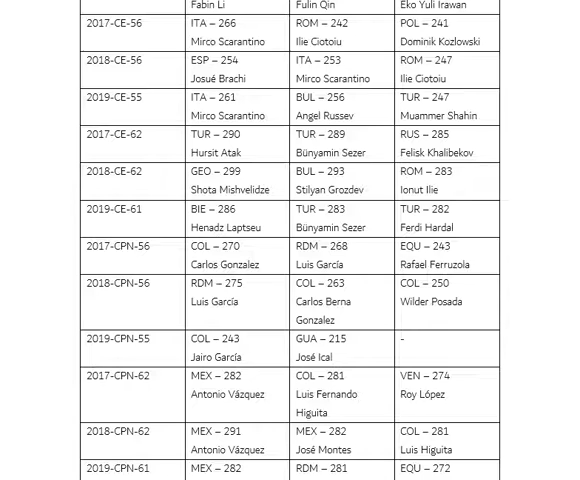 Fabin Li Fulin Qin Eko Yuli Irawan
2017-CE-56 ITA – 266 ROM – 242 POL – 241
Mirco Scarantino Ilie Ciotoiu Dominik Kozlowski
2018-CE-56 ESP – 254 ITA – 253 ROM – 247
Josué Brachi Mirco Scarantino Ilie Ciotoiu
2019-CE-55 ITA – 261 BUL – 256 TUR – 247
Mirco Scarantino Angel Russev Muammer Shahin
2017-CE-62 TUR – 290 TUR – 289 RUS – 285
Hursit Atak Bünyamin Sezer Felisk Khalibekov
2018-CE-62 GEO – 299 BUL – 293 ROM – 283
Shota Mishvelidze Stilyan Grozdev Ionut Ilie
2019-CE-61 BIE – 286 TUR – 283 TUR – 282
Henadz Laptseu Bünyamin Sezer Ferdi Hardal
2017-CPN-56 COL – 270 RDM – 268 EQU – 243
Carlos Gonzalez Luis García Rafael Ferruzola
2018-CPN-56 RDM – 275 COL – 263 COL – 250
Luis García Carlos Berna Wilder Posada
Gonzalez
2019-CPN-55 COL – 243 GUA – 215 -
Jairo García José Ical
2017-CPN-62 MEX – 282 COL – 281 VEN – 274
Antonio Vázquez Luis Fernando Roy López
Higuita
2018-CPN-62 MEX – 291 MEX – 282 COL – 281
Antonio Vázquez José Montes Luis Higuita
2019-CPN-61 MEX – 282 RDM – 281 EQU – 272